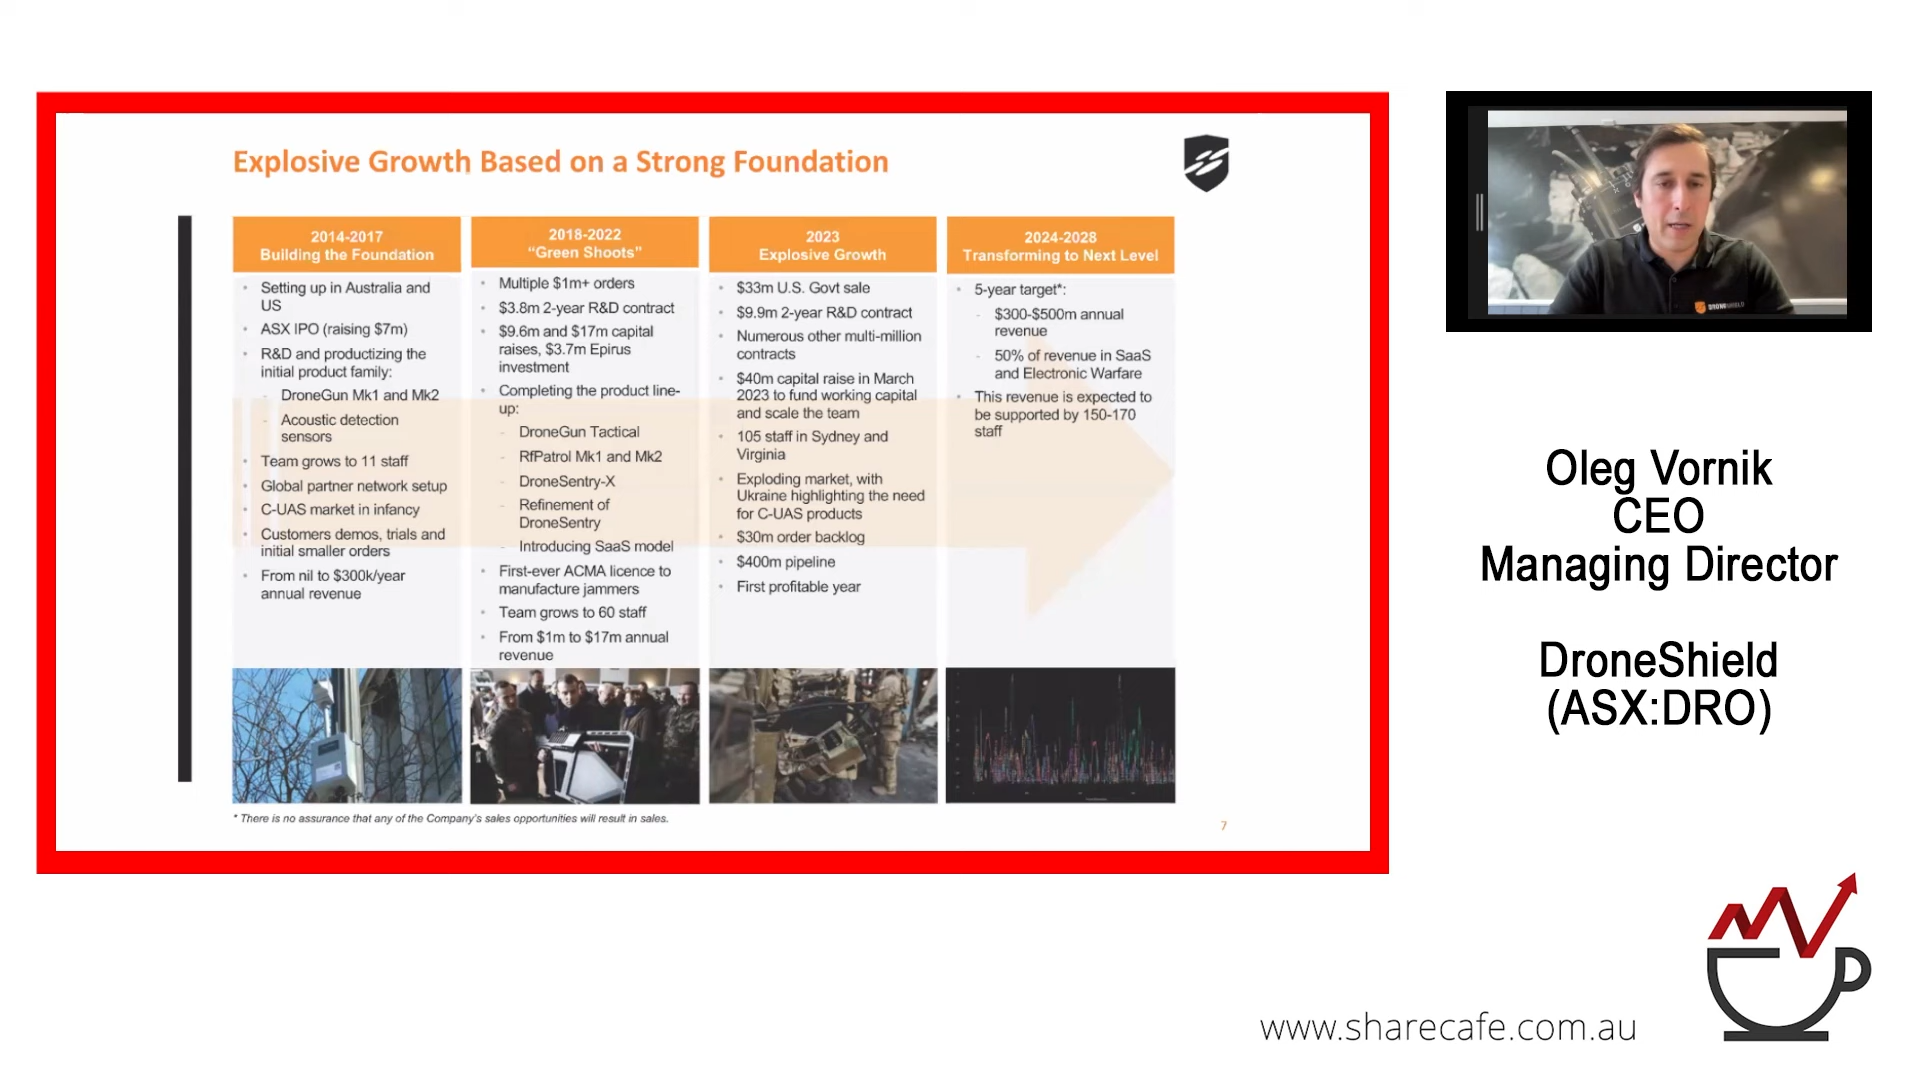 Explosive Growth Based on a Strong Foundation
2014-2017
Building the Foundation
Setting up in Australia and
US
ASX IPO (raising $7m)
R&D and productizing the
initial product family:
DroneGun Mk1 and Mk2
Acoustic detection
sensors
Team grows to 11 staff
Global partner network setup
C-UAS market in infancy
Customers demos, trials and
initial smaller orders
From nil to $300k/year
annual revenue
2018-2022
“Green Shoots”
Multiple $1m+ orders
$3.8m 2-year R&D contract
$9.6m and $17m capital
raises, $3.7m Epirus
investment
Completing the product line-
up:
DroneGun Tactical
RfPatrol Mk1 and Mk2
DroneSentry-X
Refinement of
DroneSentry
Introducing SaaS model
First-ever ACMA licence to
manufacture jammers
Team grows to 60 staff
From $1m to $17m annual
revenue
2023
Explosive Growth
$33m U.S. Govt sale
$9.9m 2-year R&D contract
Numerous other multi-million
contracts
$40m capital raise in March
2023 to fund working capital
and scale the team
105 staff in Sydney and
Virginia
Exploding market, with
Ukraine highlighting the need
for C-UAS products
$30m order backlog
$400m pipeline
First profitable year
2024-2028
Transforming to Next Level
5-year target*:
$300-$500m annual
revenue
50% of revenue in SaaS
and Electronic Warfare
This revenue is expected to
be supported by 150-170
staff
* There is no assurance that any of the Company's sales opportunities will result in sales.
7
DRONESHIELD
Oleg Vornik
CEO
Managing Director
DroneShield
(ASX:DRO)
www.sharecafe.com.au